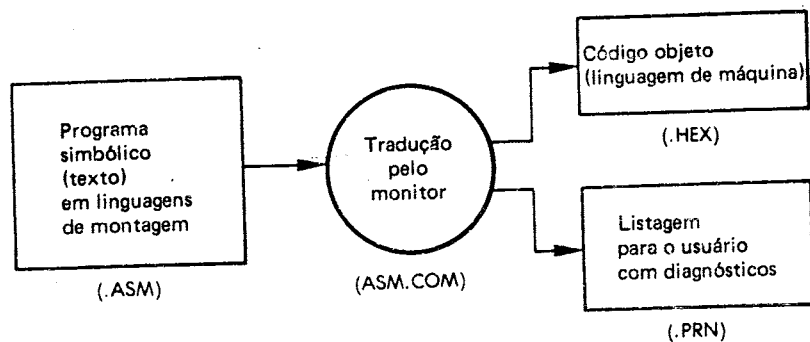 Programa
simbólico
(texto)
em linguagens
de montagem
(.ASM)
Tradução
pelo
monitor
(ASM.COM)
Código objeto
(linguagem de máquina)
(.HEX)
Listagem
para o usuário
com diagnósticos
(.PRN)